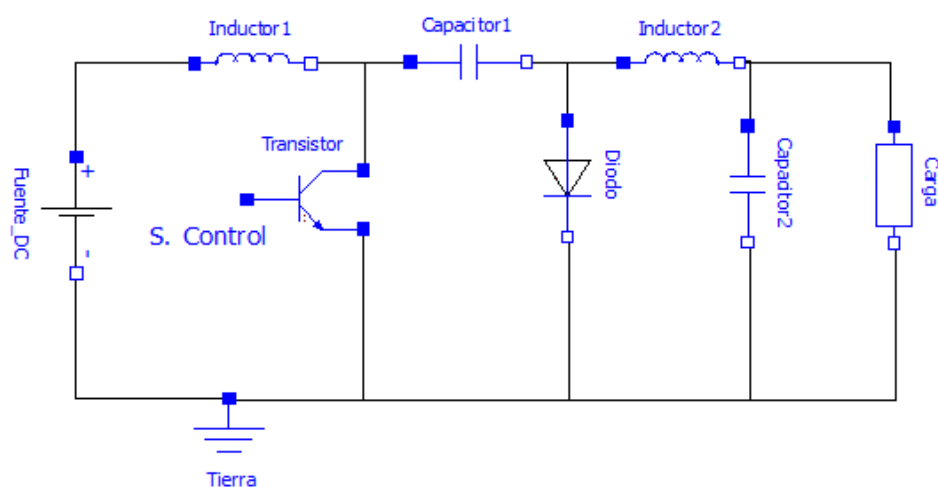 Inductor1
Capacitor1
Inductor2
Transistor
Fuente_DC
+
-
S. Control
Diodo
Capacitor2
Carga
Tierra